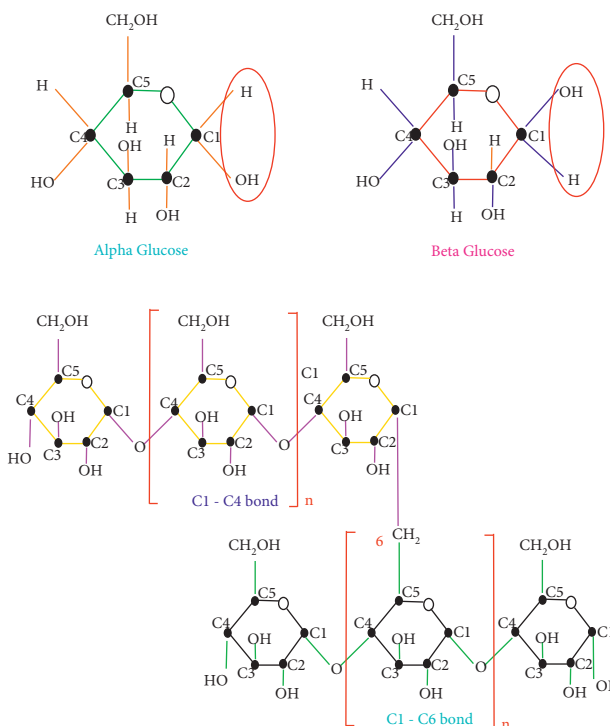 CH2OH CH2OH
H C5 H H C5 OH
C4 H H C1 C4 H H C1
OH OH
HO C3 C2 OH HO C3 C2 H
H OH H OH
Alpha Glucose Beta Glucose
CH2OH CH2OH CH2OH
C1
C5 C5 C5
C4 OH C1 C4 OH C1 C4 OH C1
HO C3 C2 O C3 C2 O C3 C2
OH OH OH
C1 - C4 bond n
6 CH2
CH2OH CH2OH
C5 C5 C5
C4 OH C1 C4 OH C1 C4 OH C1
HO C3 C2 O C3 C2 O C3 C2
OH OH OH
C1 - C6 bond n